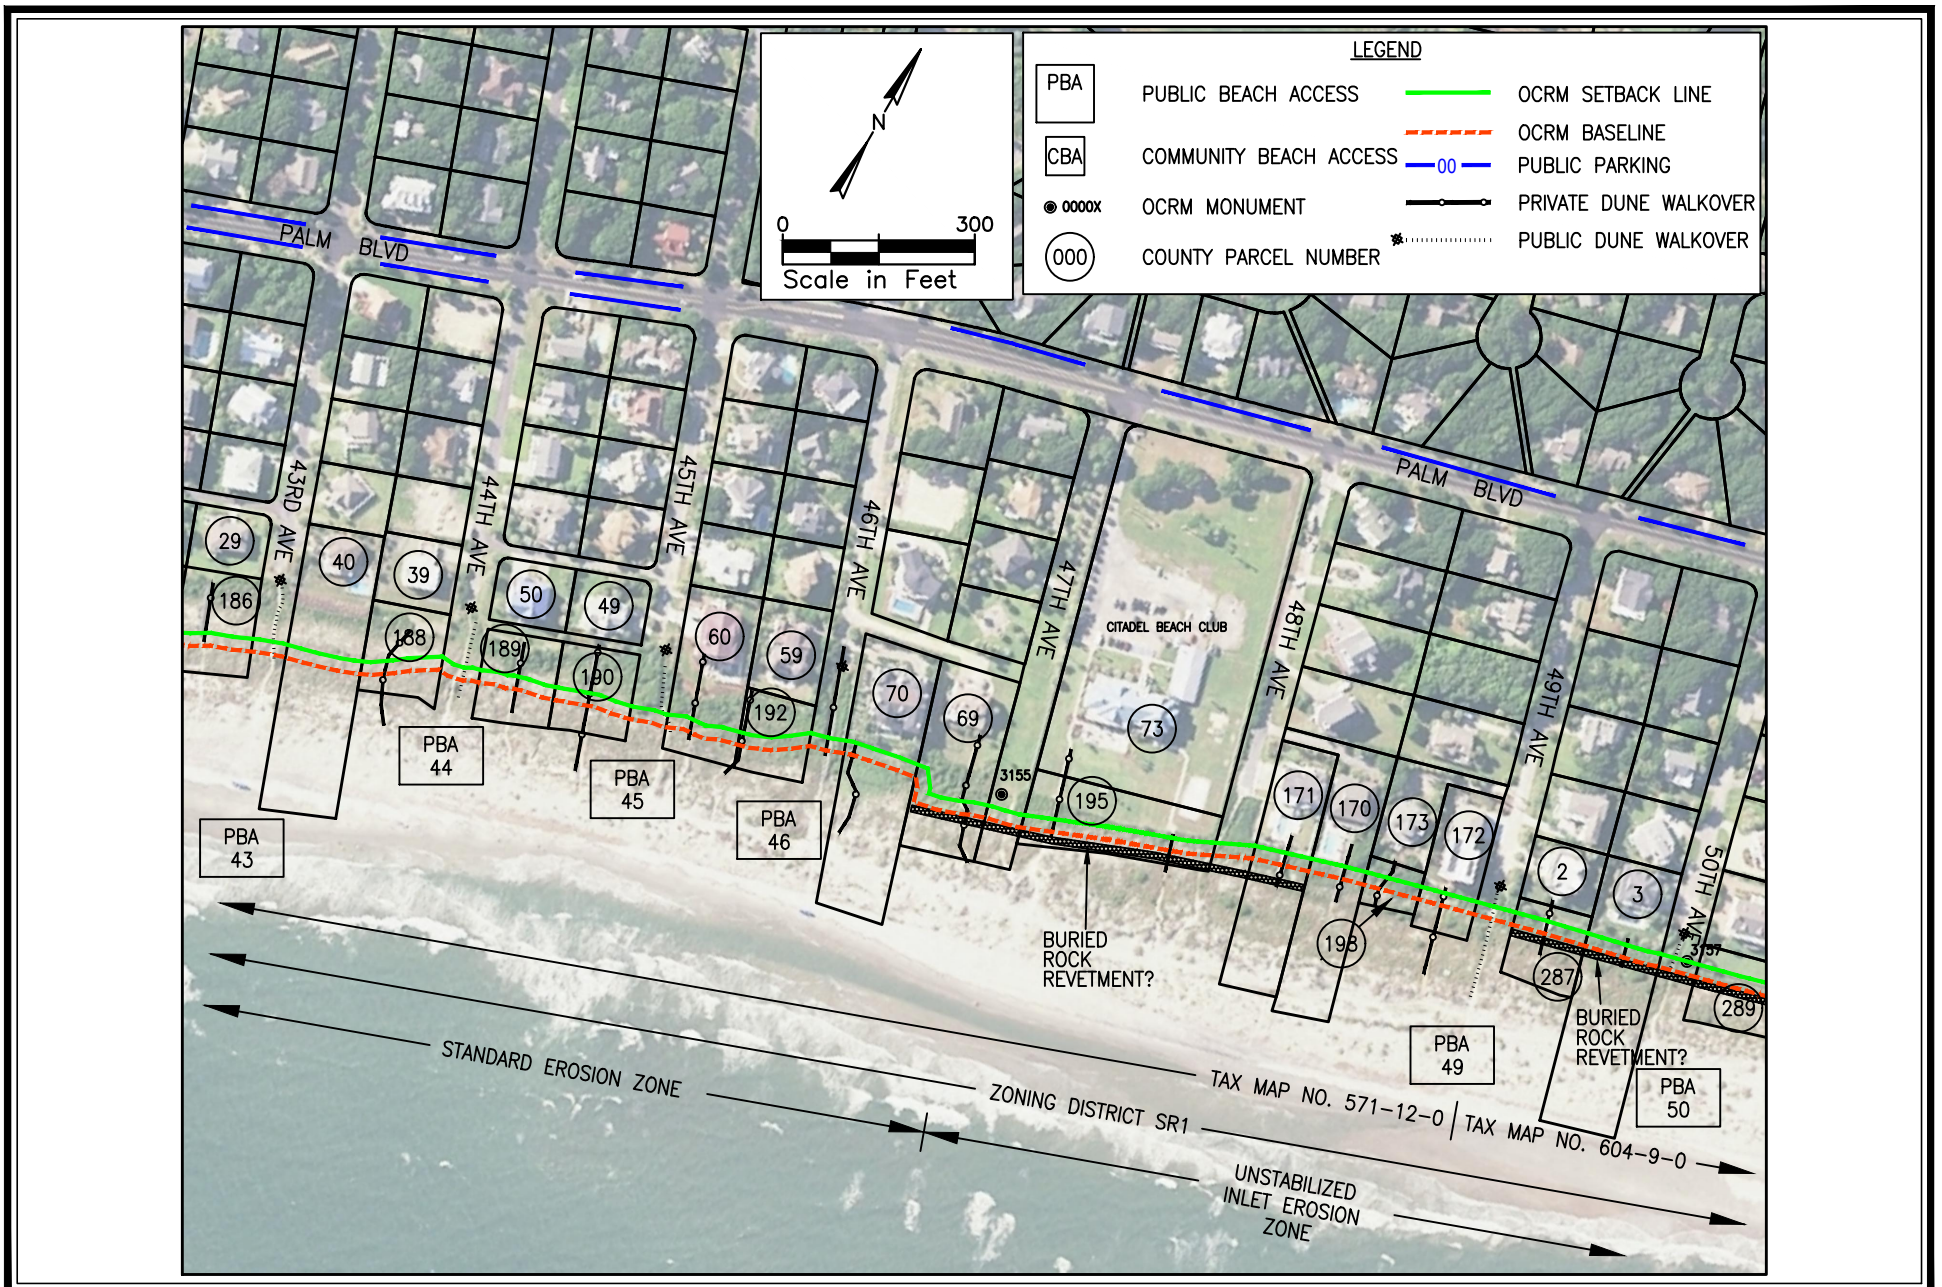 LEGEND
PBA
PUBLIC BEACH ACCESS
CBA
COMMUNITY BEACH ACCESS
0000X
OCRM MONUMENT
000
COUNTY PARCEL NUMBER
OCRM SETBACK LINE
OCRM BASELINE
00
PUBLIC PARKING
PRIVATE DUNE WALKOVER
PUBLIC DUNE WALKOVER
N
0 300
Scale in Feet
PALM BLVD
PALM BLVD
43RD AVE
44TH AVE
45TH AVE
46TH AVE
47TH AVE
48TH AVE
49TH AVE
50TH AVE
29
186
40
39
188
50
49
189
190
60
59
192
70
69
3155
CITADEL BEACH CLUB
73
195
171
170
173
172
198
2
3
287
3157
289
PBA
43
PBA
44
PBA
45
PBA
46
BURIED
ROCK
REVETMENT?
PBA
49
BURIED
ROCK
REVETMENT?
PBA
50
STANDARD EROSION ZONE
ZONING DISTRICT SR1
TAX MAP NO. 571-12-0
TAX MAP NO. 604-9-0
UNSTABILIZED
INLET EROSION
ZONE